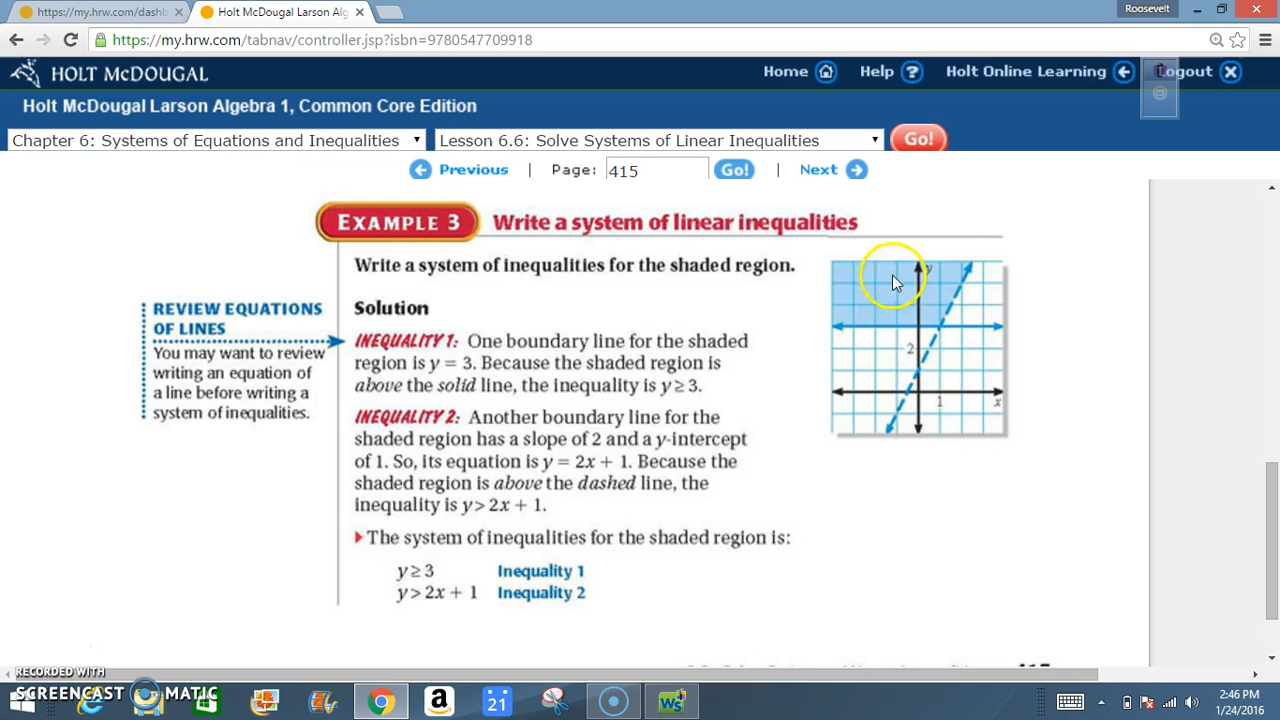 https://my.hrw.com/dashb
Holt McDougal Larson Alg
Roosevelt
https://my.hrw.com/tabnav/controller.jsp?isbn=9780547709918
HOLT McDOUGAL
Home
Help
Holt Online Learning
Logout
Holt McDougal Larson Algebra 1, Common Core Edition
Chapter 6: Systems of Equations and Inequalities
Lesson 6.6: Solve Systems of Linear Inequalities
Go!
Previous | Page: 415 Go! | Next
EXAMPLE 3 Write a system of linear inequalities
Write a system of inequalities for the shaded region.
REVIEW EQUATIONS
OF LINES
You may want to review
writing an equation of
a line before writing a
system of inequalities.
Solution
INEQUALITY 1: One boundary line for the shaded
region is y = 3. Because the shaded region is
above the solid line, the inequality is y ≥ 3.
INEQUALITY 2: Another boundary line for the
shaded region has a slope of 2 and a y-intercept
of 1. So, its equation is y = 2x + 1. Because the
shaded region is above the dashed line, the
inequality is y > 2x + 1.
The system of inequalities for the shaded region is:
y ≥ 3 Inequality 1
y > 2x + 1 Inequality 2
y
2
1
x
RECORDED WITH
SCREENCAST MATIC
21
WS
2:46 PM
1/24/2016